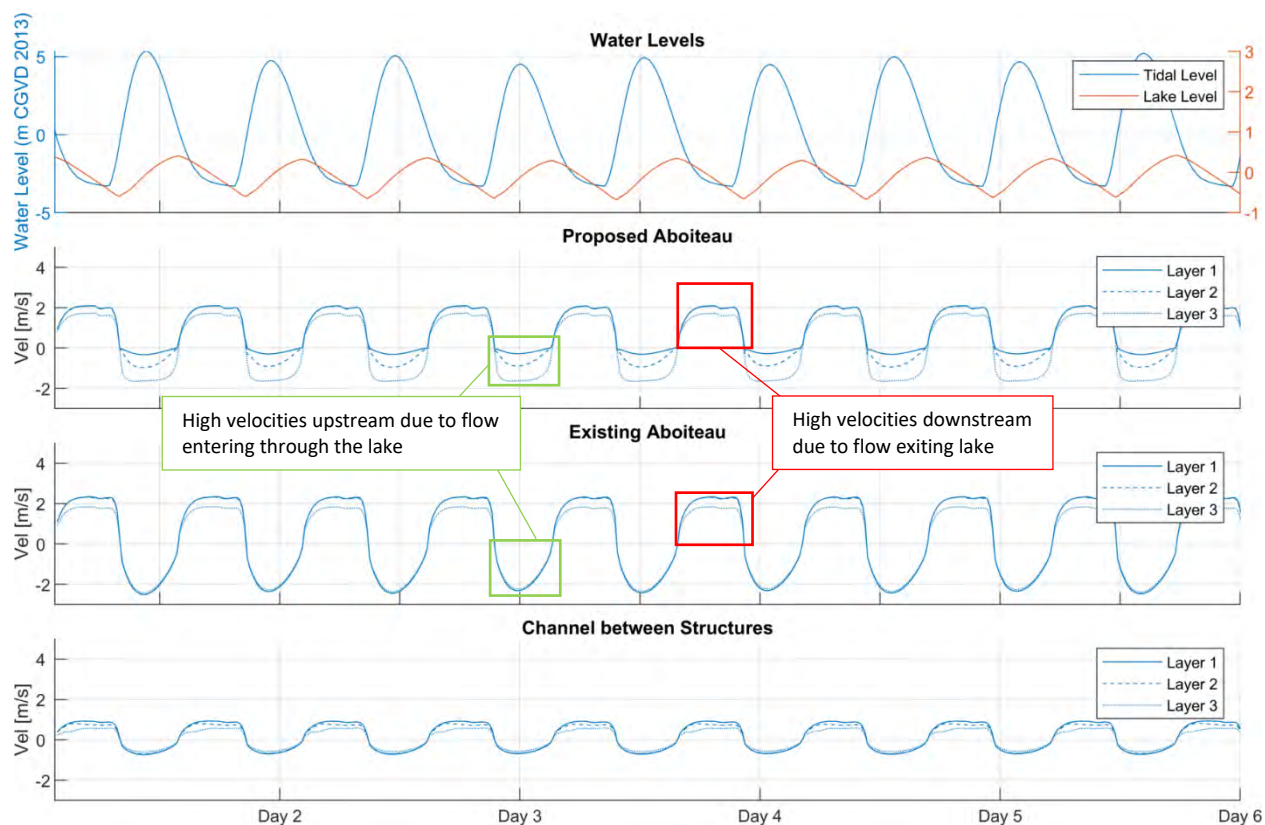 Water Levels
Water Level (m CGVD 2013)
5
0
-5
3
2
1
0
-1
Tidal Level
Lake Level
Proposed Aboiteau
Vel [m/s]
4
2
0
-2
Layer 1
Layer 2
Layer 3
High velocities upstream due to flow
entering through the lake
High velocities downstream
due to flow exiting lake
Existing Aboiteau
Vel [m/s]
4
2
0
-2
Layer 1
Layer 2
Layer 3
Channel between Structures
Vel [m/s]
4
2
0
-2
Layer 1
Layer 2
Layer 3
Day 2
Day 3
Day 4
Day 5
Day 6